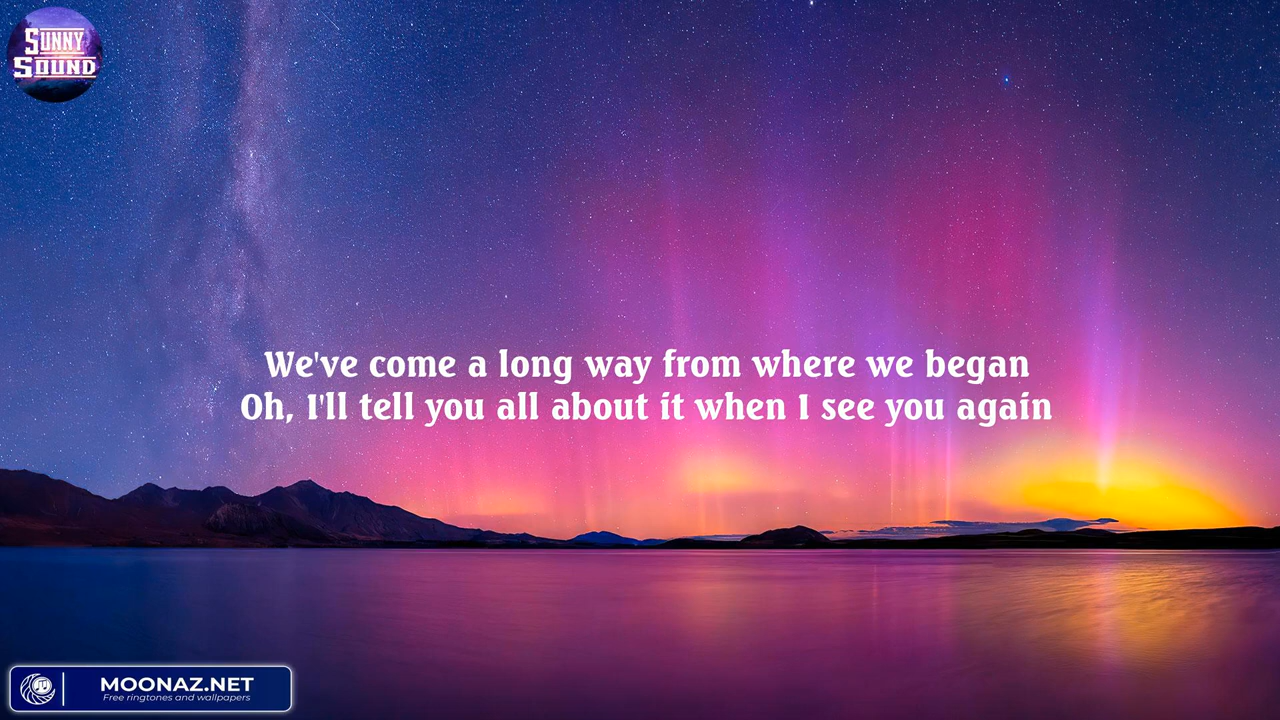 SUNNY
SOUND
We've come a long way from where we began
Oh, I'll tell you all about it when I see you again
MOONAZ.NET
Free ringtones and wallpapers